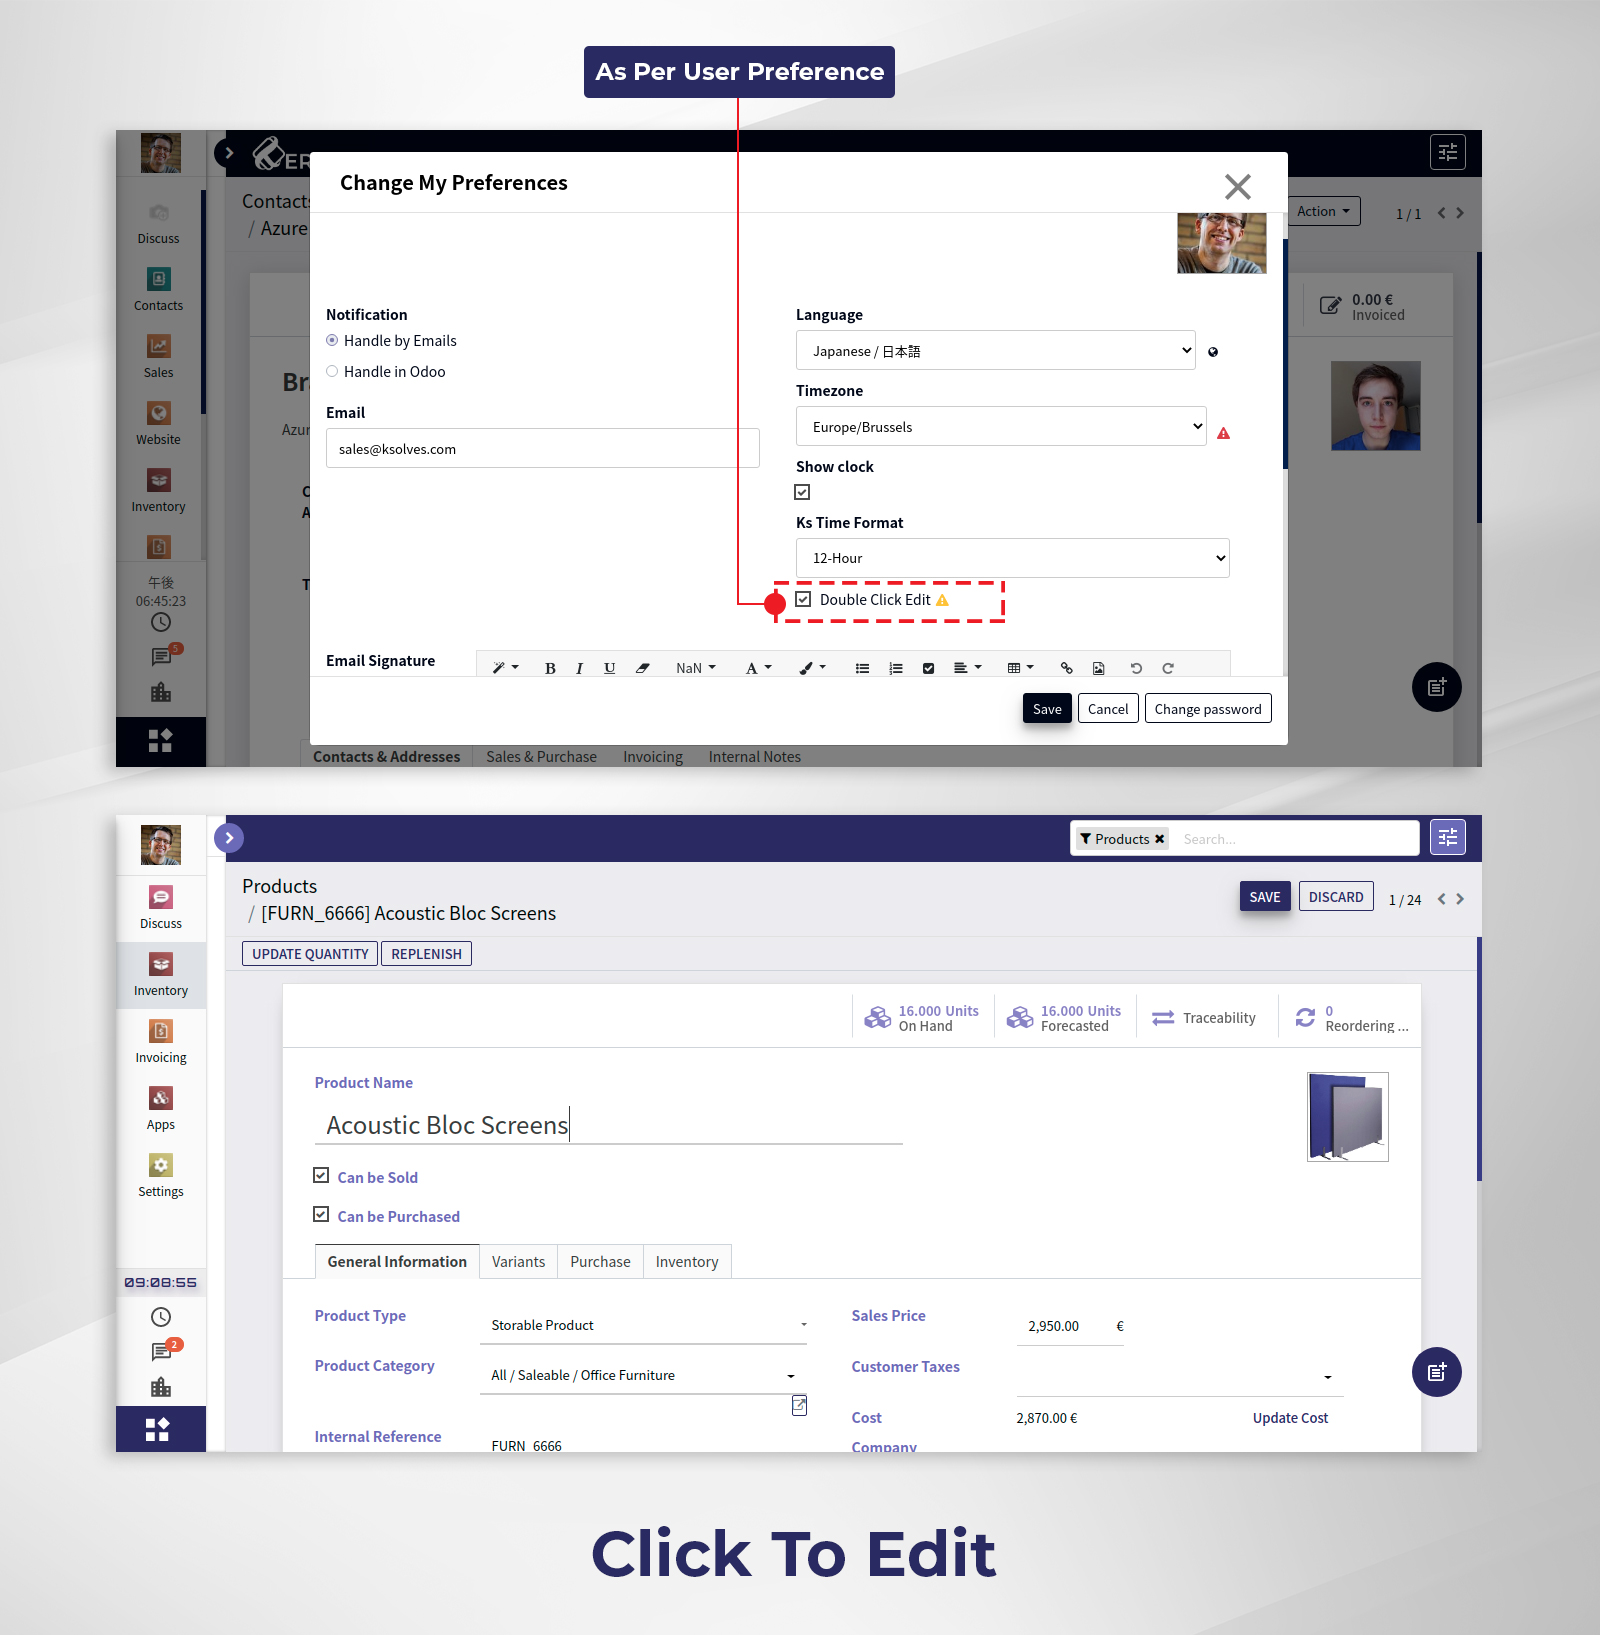 As Per User Preference
ER
Change My Preferences
Contacts
/ Azure
Action
1 / 1
Discuss
Contacts
Sales
Website
Inventory
午後
06:45:23
5
0.00 €
Invoiced
Br
Azur
C
A
T
Notification
Handle by Emails
Handle in Odoo
Email
sales@ksolves.com
Language
Japanese / 日本語
Timezone
Europe/Brussels
Show clock
Ks Time Format
12-Hour
Double Click Edit
Email Signature
B I U NaN A
Save Cancel Change password
Contacts & Addresses Sales & Purchase Invoicing Internal Notes
Products Search...
Products
/ [FURN_6666] Acoustic Bloc Screens
SAVE DISCARD 1 / 24
UPDATE QUANTITY REPLENISH
Discuss
Inventory
Invoicing
Apps
Settings
09:08:55
2
16.000 Units
On Hand
16.000 Units
Forecasted
Traceability
0
Reordering ...
Product Name
Acoustic Bloc Screens
Can be Sold
Can be Purchased
General Information Variants Purchase Inventory
Product Type
Storable Product
Product Category
All / Saleable / Office Furniture
Internal Reference
FURN_6666
Sales Price
2,950.00 €
Customer Taxes
Cost
2,870.00 € Update Cost
Company
Click To Edit